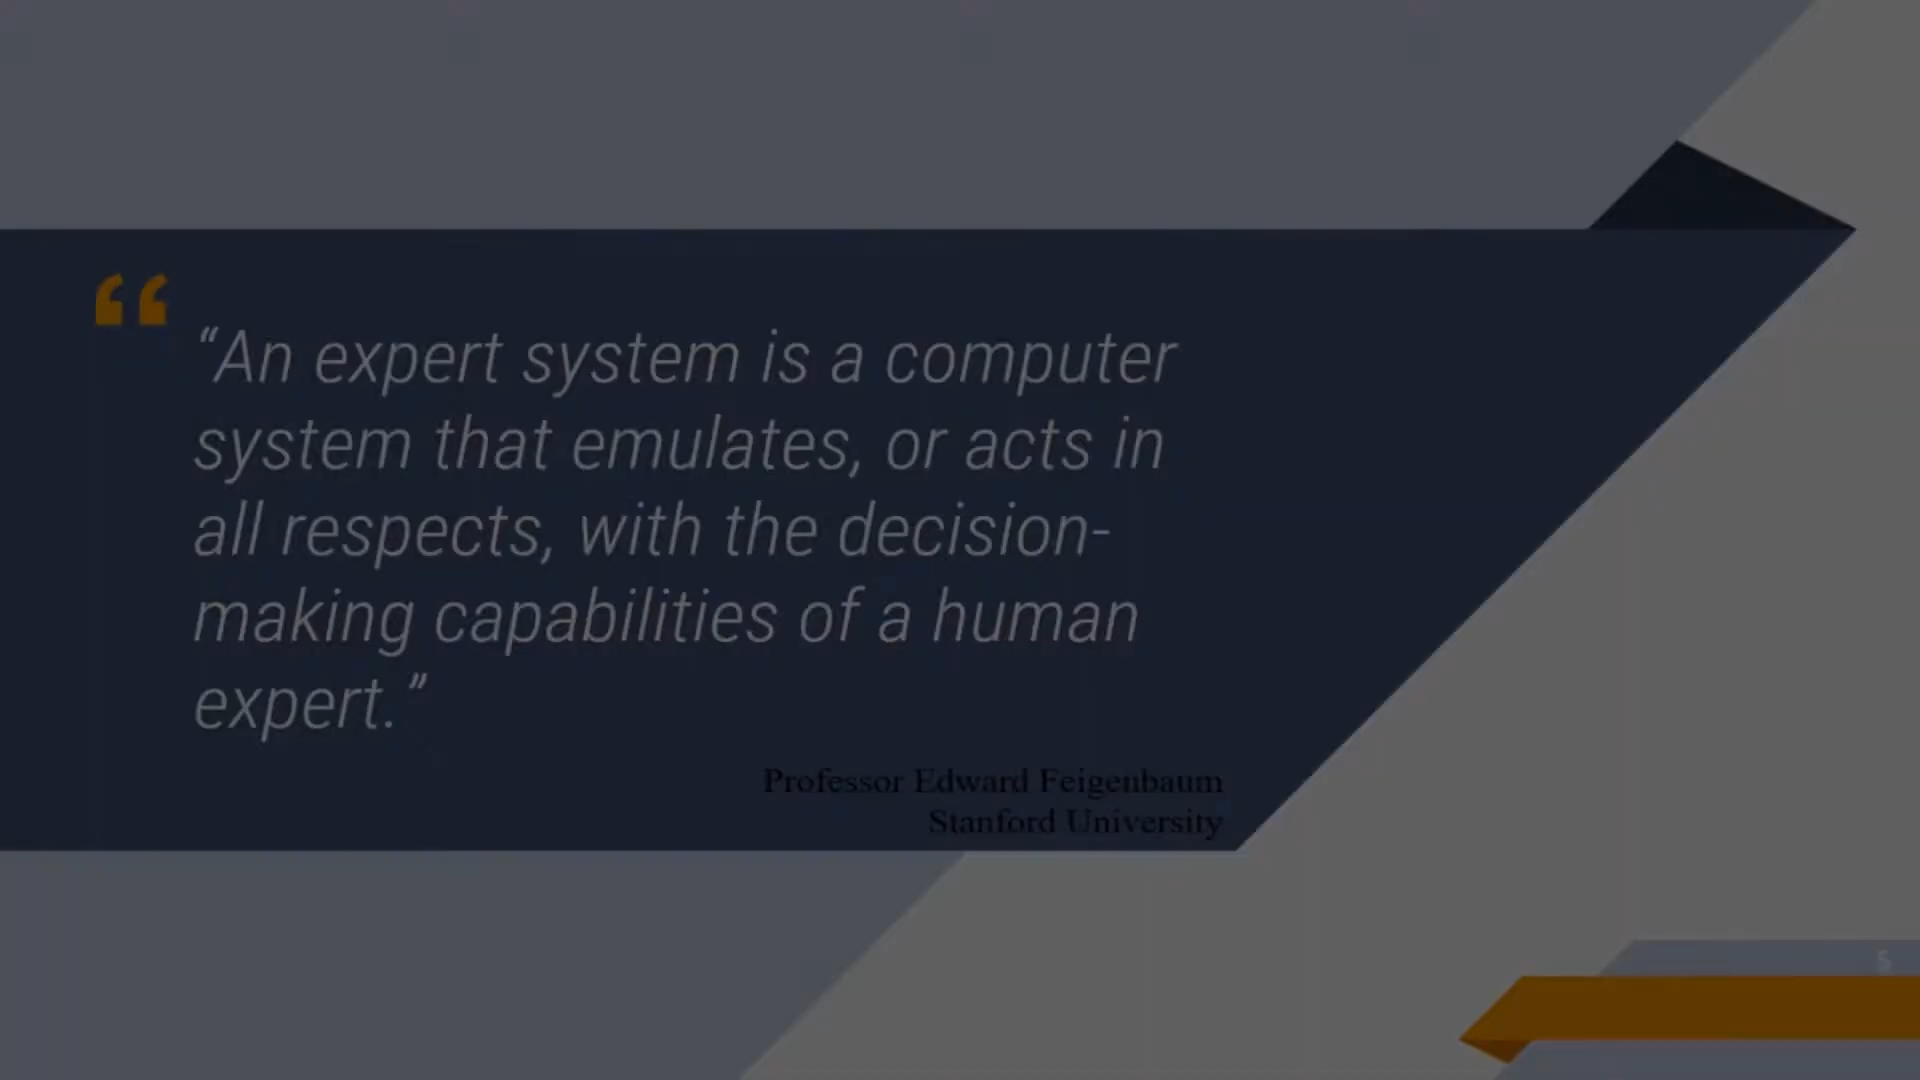 “An expert system is a computer
system that emulates, or acts in
all respects, with the decision-
making capabilities of a human
expert.”
Professor Edward Feigenbaum
Stanford University
5